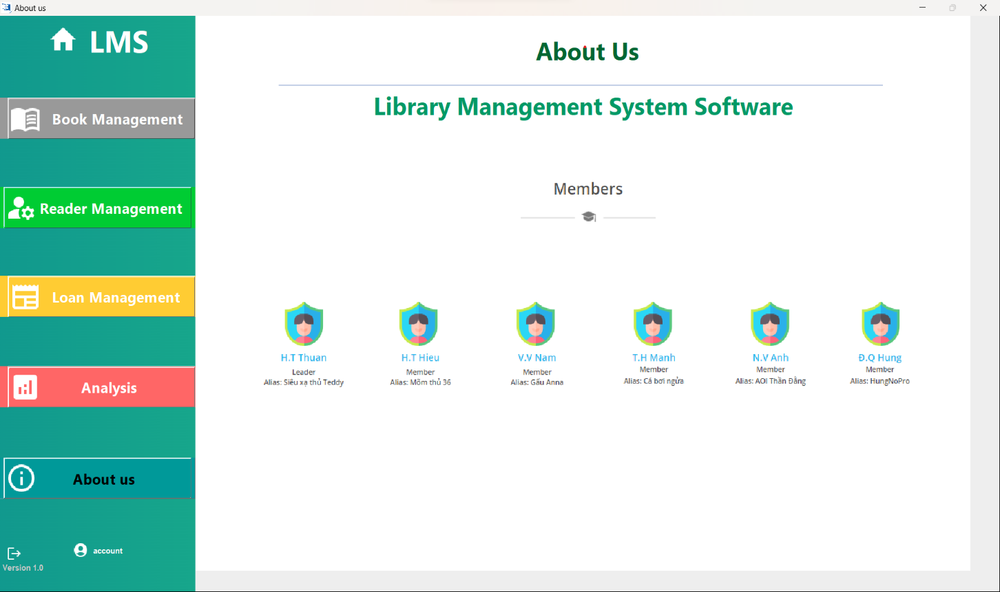 About us
LMS
Book Management
Reader Management
Loan Management
Analysis
About us
account
Version 1.0
About Us
Library Management System Software
Members
H.T Thuan
Leader
Alias: Siêu xạ thủ Teddy
H.T Hieu
Member
Alias: Mõm thủ 36
V.V Nam
Member
Alias: Gấu Anna
T.H Manh
Member
Alias: Cá bơi ngửa
N.V Anh
Member
Alias: AOI Thần Đằng
Đ.Q Hung
Member
Alias: HungNoPro